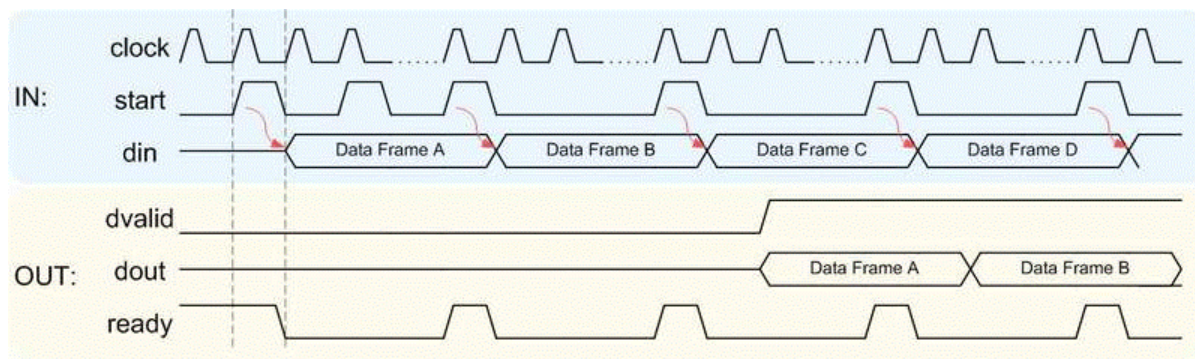 clock
IN: start
din Data Frame A Data Frame B Data Frame C Data Frame D
dvalid
OUT: dout Data Frame A Data Frame B
ready